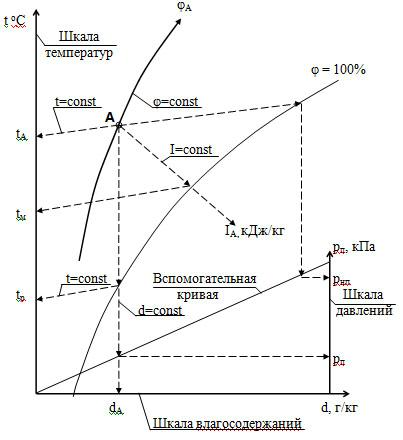 t °C
Шкала
температур
φA
φ = 100%
t=const
A
φ=const
tA
I=const
tм
IA, кДж/кг
pп, кПа
t=const
Вспомогательная
кривая
pнп
tp
d=const
Шкала
давлений
pп
dA
Шкала влагосодержаний
d, г/кг